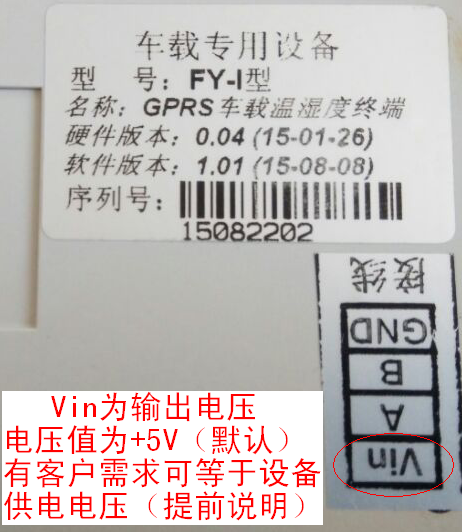 车载专用设备
型 号：FY-I型
名称：GPRS车载温湿度终端
硬件版本：0.04 (15-01-26)
软件版本：1.01 (15-08-08)
序列号：
15082202
接线
GND
B
A
Vin
Vin为输出电压
电压值为+5V（默认）
有客户需求可等于设备
供电电压（提前说明）